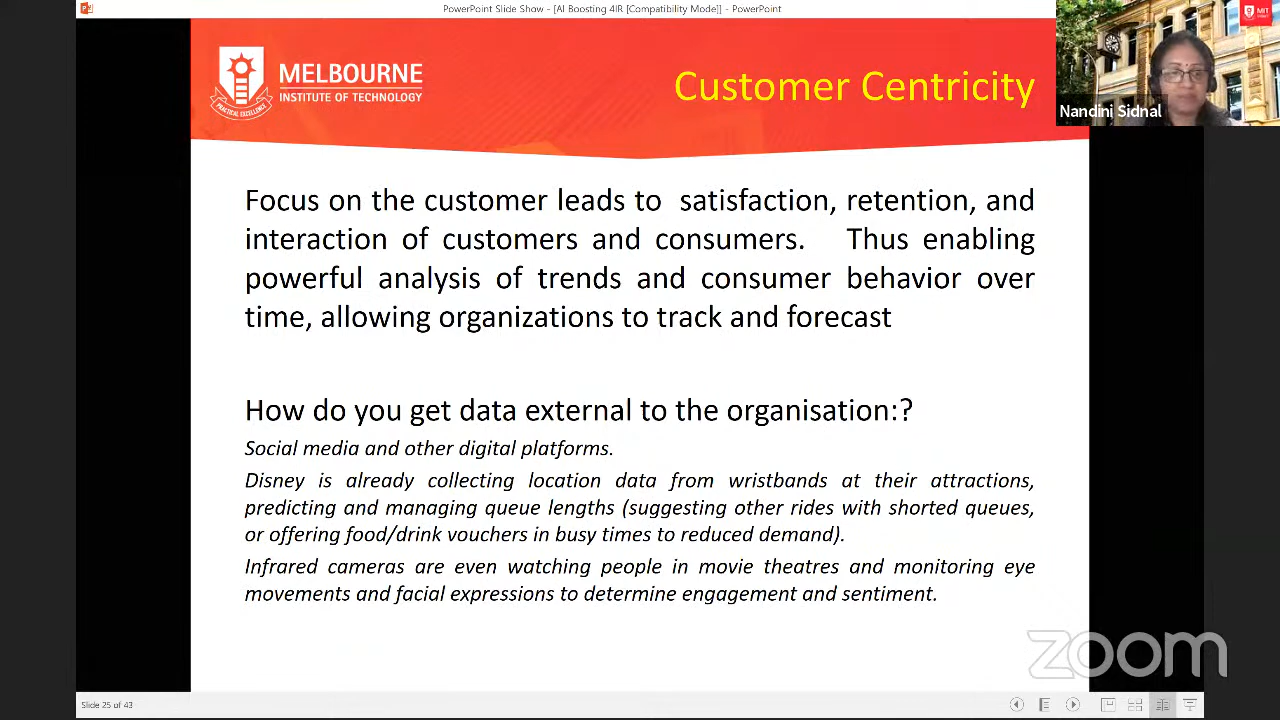 PowerPoint Slide Show - [AI Boosting 4IR [Compatibility Mode]] - PowerPoint
MELBOURNE
INSTITUTE OF TECHNOLOGY
PRACTICAL EXCELLENCE
Customer Centricity
MIT
Nandini Sidnal
Focus on the customer leads to satisfaction, retention, and
interaction of customers and consumers. Thus enabling
powerful analysis of trends and consumer behavior over
time, allowing organizations to track and forecast
How do you get data external to the organisation:?
Social media and other digital platforms.
Disney is already collecting location data from wristbands at their attractions,
predicting and managing queue lengths (suggesting other rides with shorted queues,
or offering food/drink vouchers in busy times to reduced demand).
Infrared cameras are even watching people in movie theatres and monitoring eye
movements and facial expressions to determine engagement and sentiment.
zoom
Slide 25 of 43